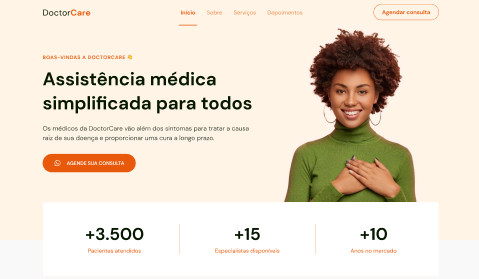 DoctorCare
Início Sobre Serviços Depoimentos
Agendar consulta
BOAS-VINDAS A DOCTORCARE 👋
Assistência médica
simplificada para todos
Os médicos da DoctorCare vão além dos sintomas para tratar a causa
raiz de sua doença e proporcionar uma cura a longo prazo.
AGENDE SUA CONSULTA
+3.500
Pacientes atendidos
+15
Especialistas disponíveis
+10
Anos no mercado